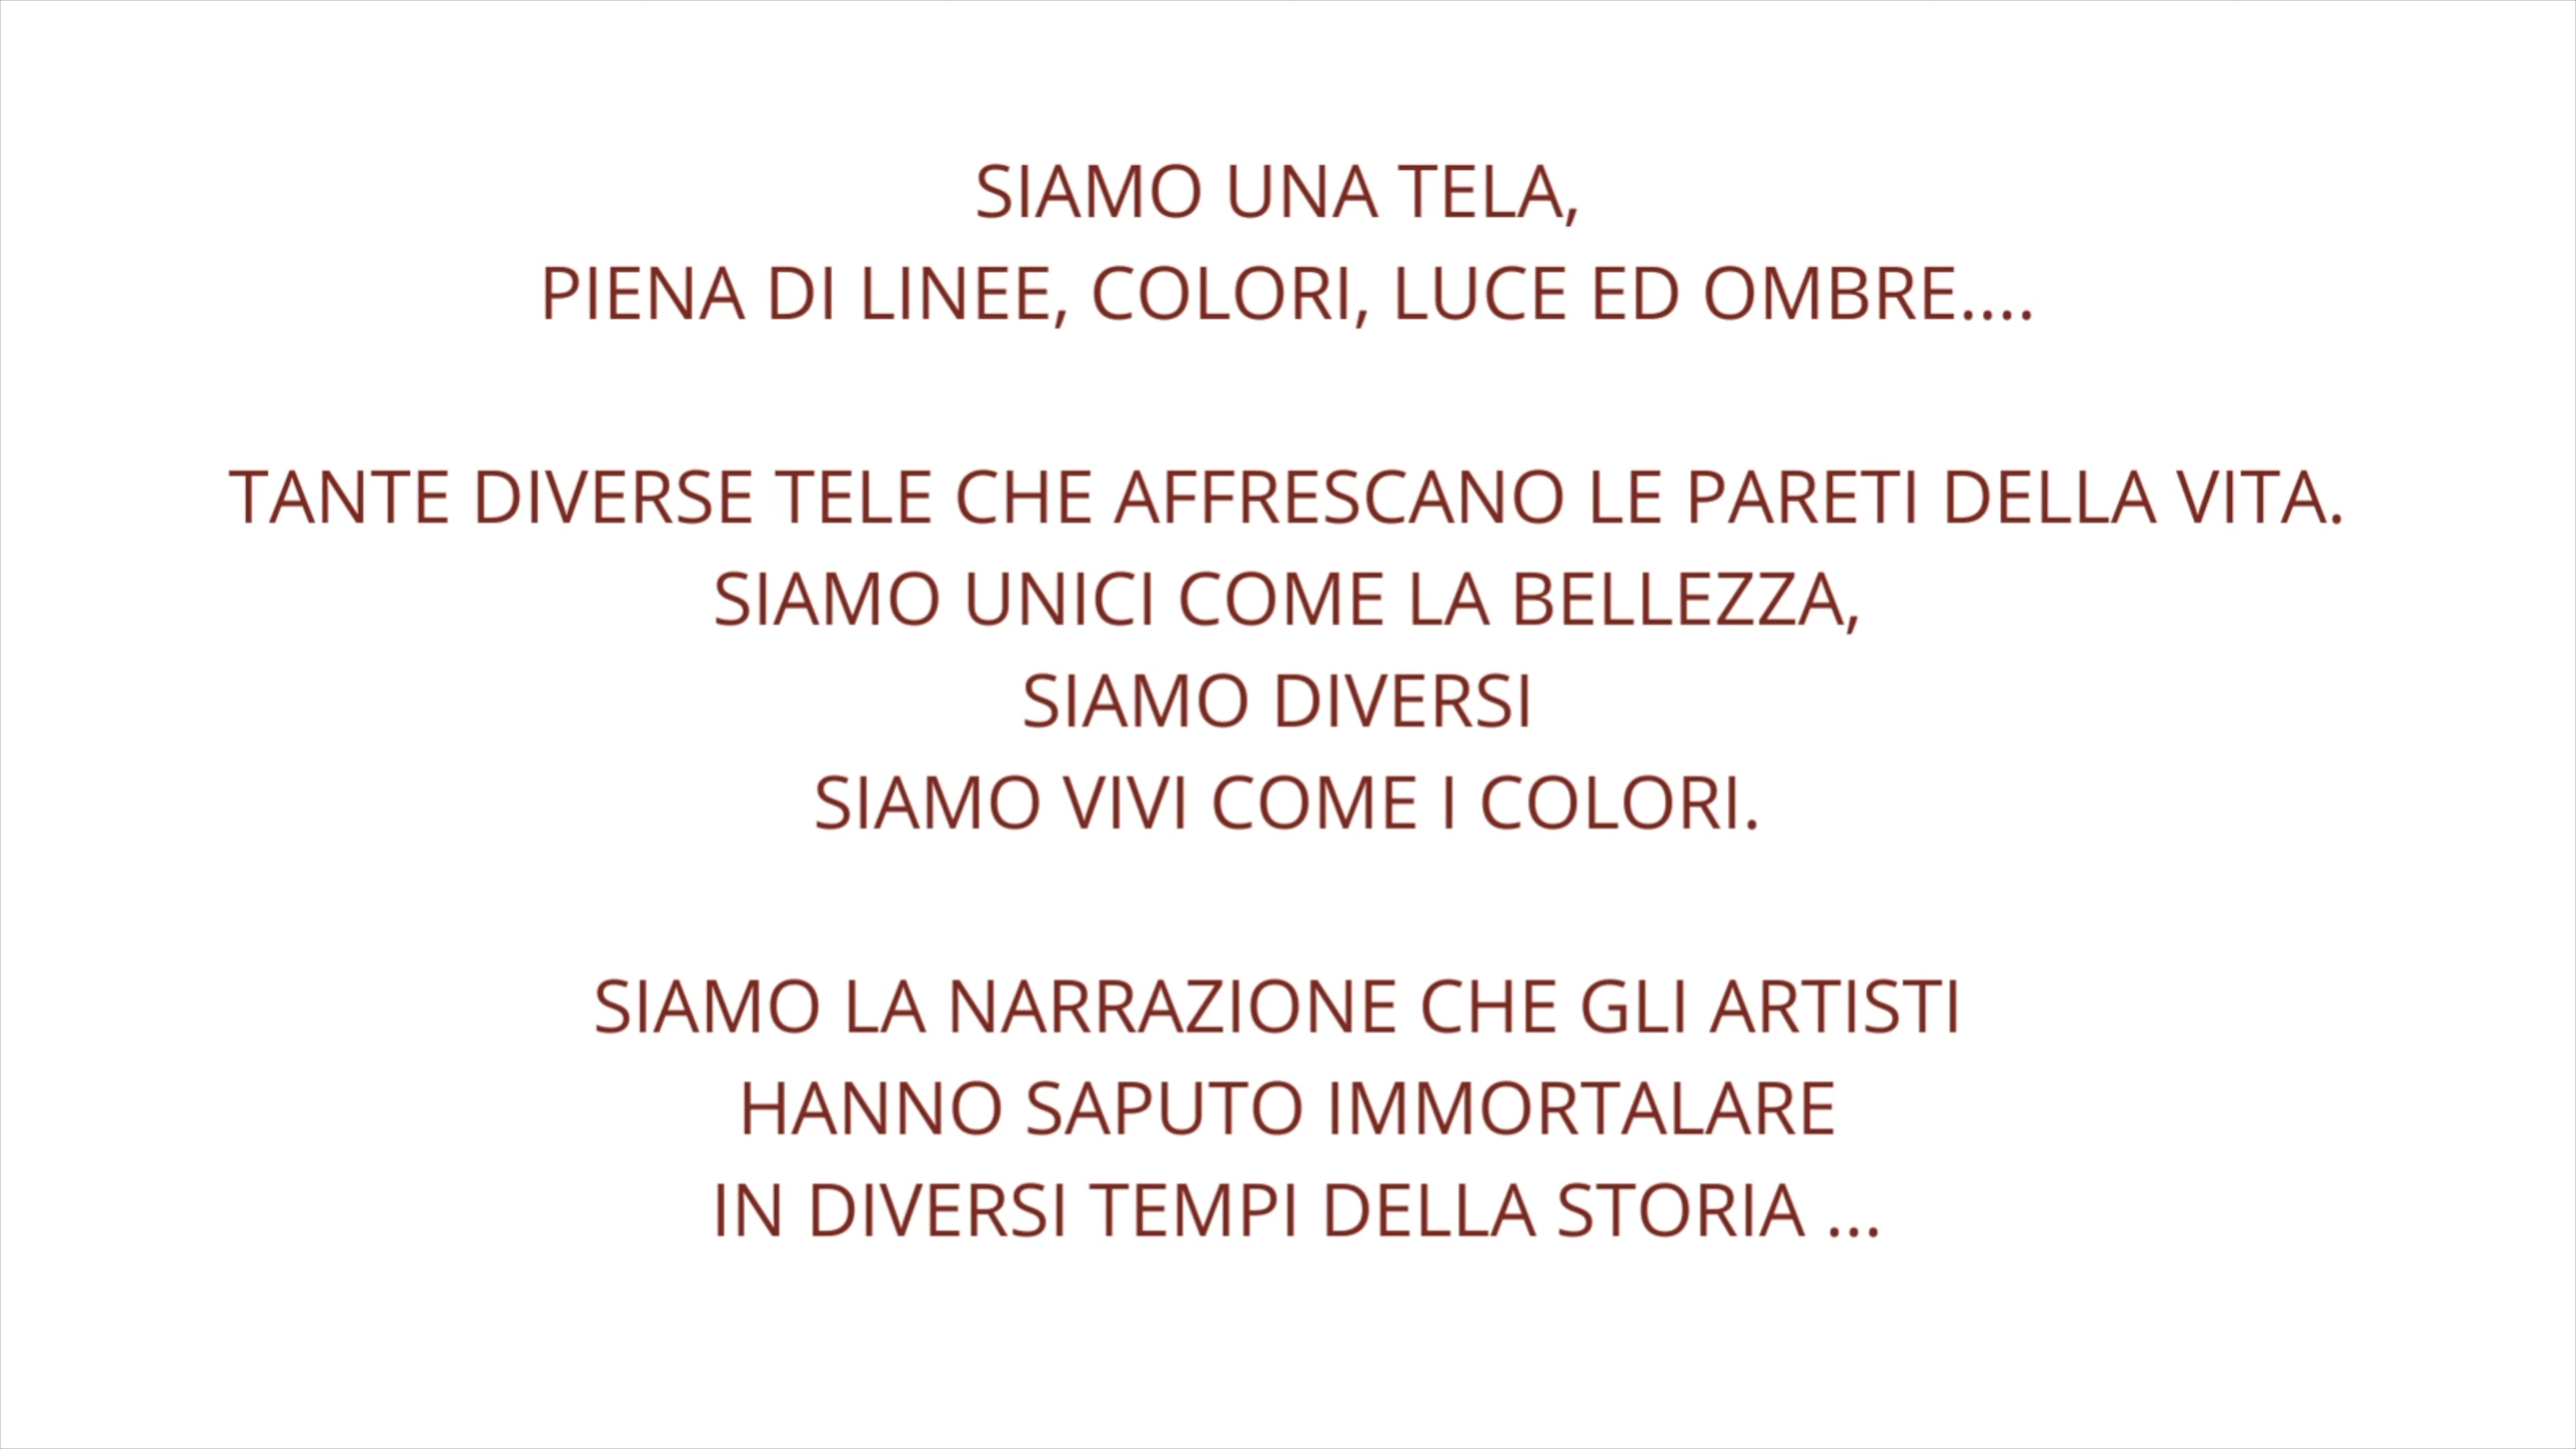 SIAMO UNA TELA,
PIENA DI LINEE, COLORI, LUCE ED OMBRE....
TANTE DIVERSE TELE CHE AFFRESCANO LE PARETI DELLA VITA.
SIAMO UNICI COME LA BELLEZZA,
SIAMO DIVERSI
SIAMO VIVI COME I COLORI.
SIAMO LA NARRAZIONE CHE GLI ARTISTI
HANNO SAPUTO IMMORTALARE
IN DIVERSI TEMPI DELLA STORIA ...